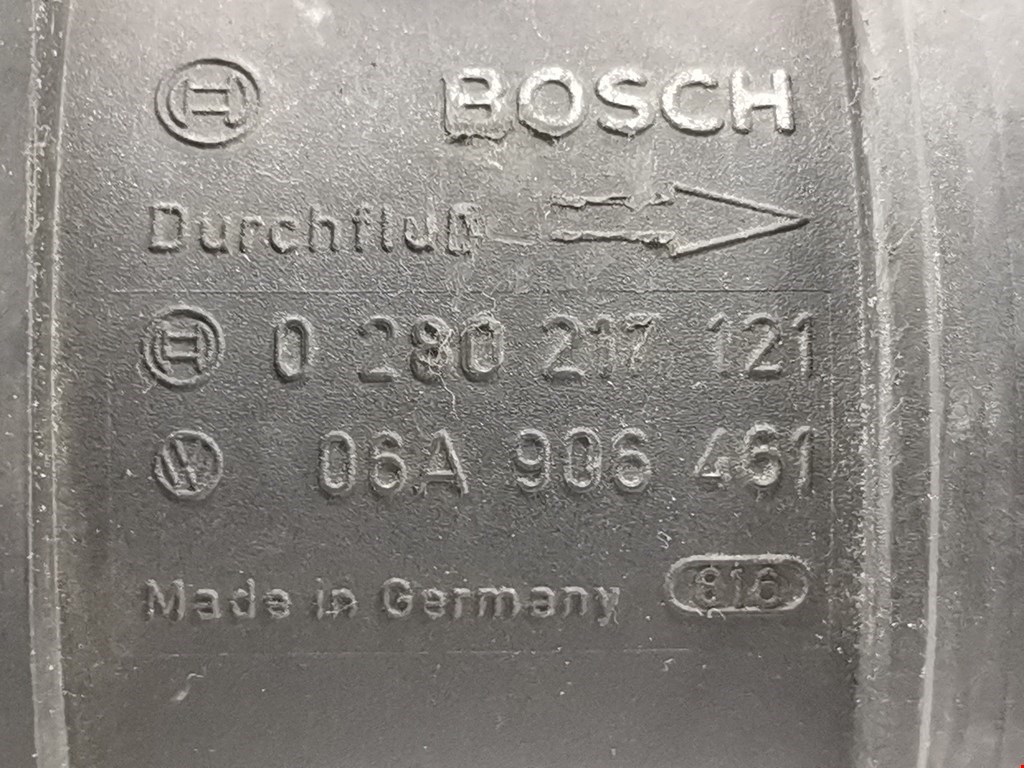 BOSCH
Durchfluß
0 280 217 121
06A 906 461
Made in Germany 816